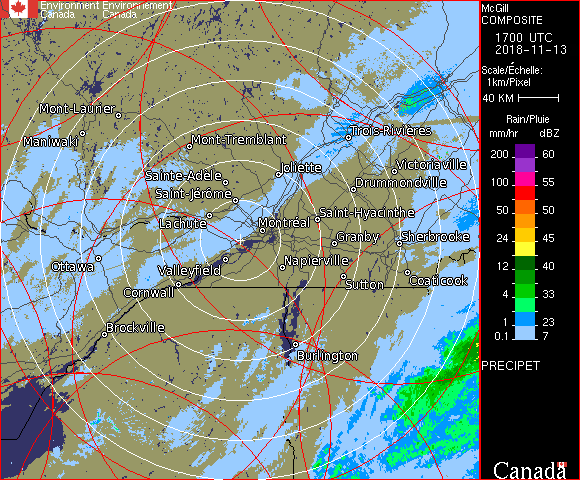 Environment Environnement
Canada Canada
McGill
COMPOSITE
1700 UTC
2018-11-13
Scale/Échelle:
1km/Pixel
40 KM
Rain/Pluie
mm/hr dBZ
200 60
100 55
50 50
24 45
12 40
4 33
1 23
0.1 7
PRECIPET
Mont-Laurier
Maniwaki
Mont-Tremblant
Trois-Rivières
Sainte-Adèle
Joliette
Victoriaville
Saint-Jérôme
Drummondville
Lachute
Montréal
Saint-Hyacinthe
Granby
Sherbrooke
Ottawa
Valleyfield
Napierville
Cornwall
Sutton
Coaticook
Brockville
Burlington
Canada